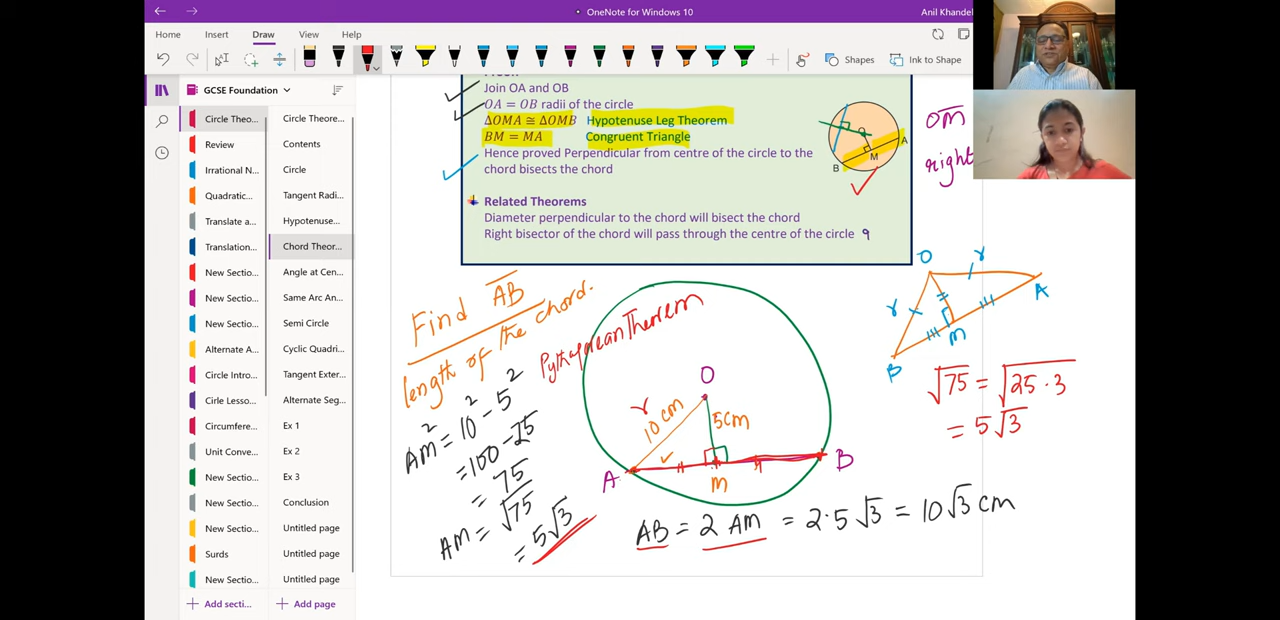 OneNote for Windows 10
Anil Khandel
Home Insert Draw View Help
Shapes
Ink to Shape
GCSE Foundation
Circle Theo...
Review
Irrational N...
Quadratic...
Translate a...
Translation...
New Sectio...
New Sectio...
New Sectio...
Alternate A...
Circle Intro...
Cirle Lesso...
Circumfere...
Unit Conve...
New Sectio...
New Sectio...
New Sectio...
Surds
New Sectio...
Add secti...
Circle Theore...
Contents
Circle
Tangent Radi...
Hypotenuse...
Chord Theor...
Angle at Cen...
Same Arc An...
Semi Circle
Cyclic Quadri...
Tangent Exter...
Alternate Seg...
Ex 1
Ex 2
Ex 3
Conclusion
Untitled page
Untitled page
Untitled page
Add page
Join OA and OB
OA = OB radii of the circle
ΔOMA ≅ ΔOMB Hypotenuse Leg Theorem
BM = MA Congruent Triangle
Hence proved Perpendicular from centre of the circle to the
chord bisects the chord
Related Theorems
Diameter perpendicular to the chord will bisect the chord
Right bisector of the chord will pass through the centre of the circle 9
O
A
M
B
OM
right
Find AB
length of the chord.
Pythagorean Theorem
AM² = 10² - 5²
= 100 - 25
= 75
AM = √75
= 5√3
O
r
10 cm
5cm
A
M
B
AB = 2 AM = 2·5√3 = 10√3 cm
O
r
r
A
M
B
√75 = √25·3
= 5√3